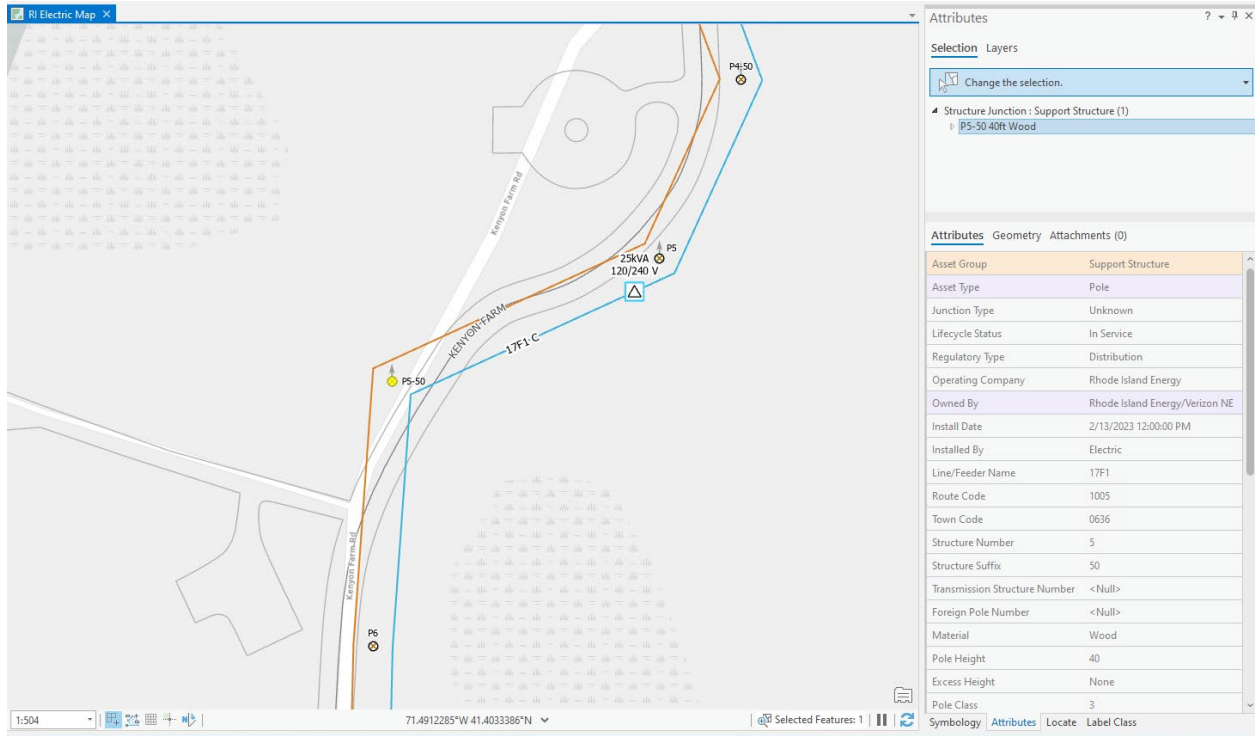 RI Electric Map
P4-50
Kenyon Farm Rd
P5
25kVA
120/240 V
KENYON FARM
17F1-C
P5-50
Kenyon Farm Rd
P6
1:504
71.4912285°W 41.4033386°N
Selected Features: 1
Attributes
Selection Layers
Change the selection.
Structure Junction : Support Structure (1)
P5-50 40ft Wood
Attributes Geometry Attachments (0)
Asset Group Support Structure
Asset Type Pole
Junction Type Unknown
Lifecycle Status In Service
Regulatory Type Distribution
Operating Company Rhode Island Energy
Owned By Rhode Island Energy/Verizon NE
Install Date 2/13/2023 12:00:00 PM
Installed By Electric
Line/Feeder Name 17F1
Route Code 1005
Town Code 0636
Structure Number 5
Structure Suffix 50
Transmission Structure Number <Null>
Foreign Pole Number <Null>
Material Wood
Pole Height 40
Excess Height None
Pole Class 3
Symbology Attributes Locate Label Class